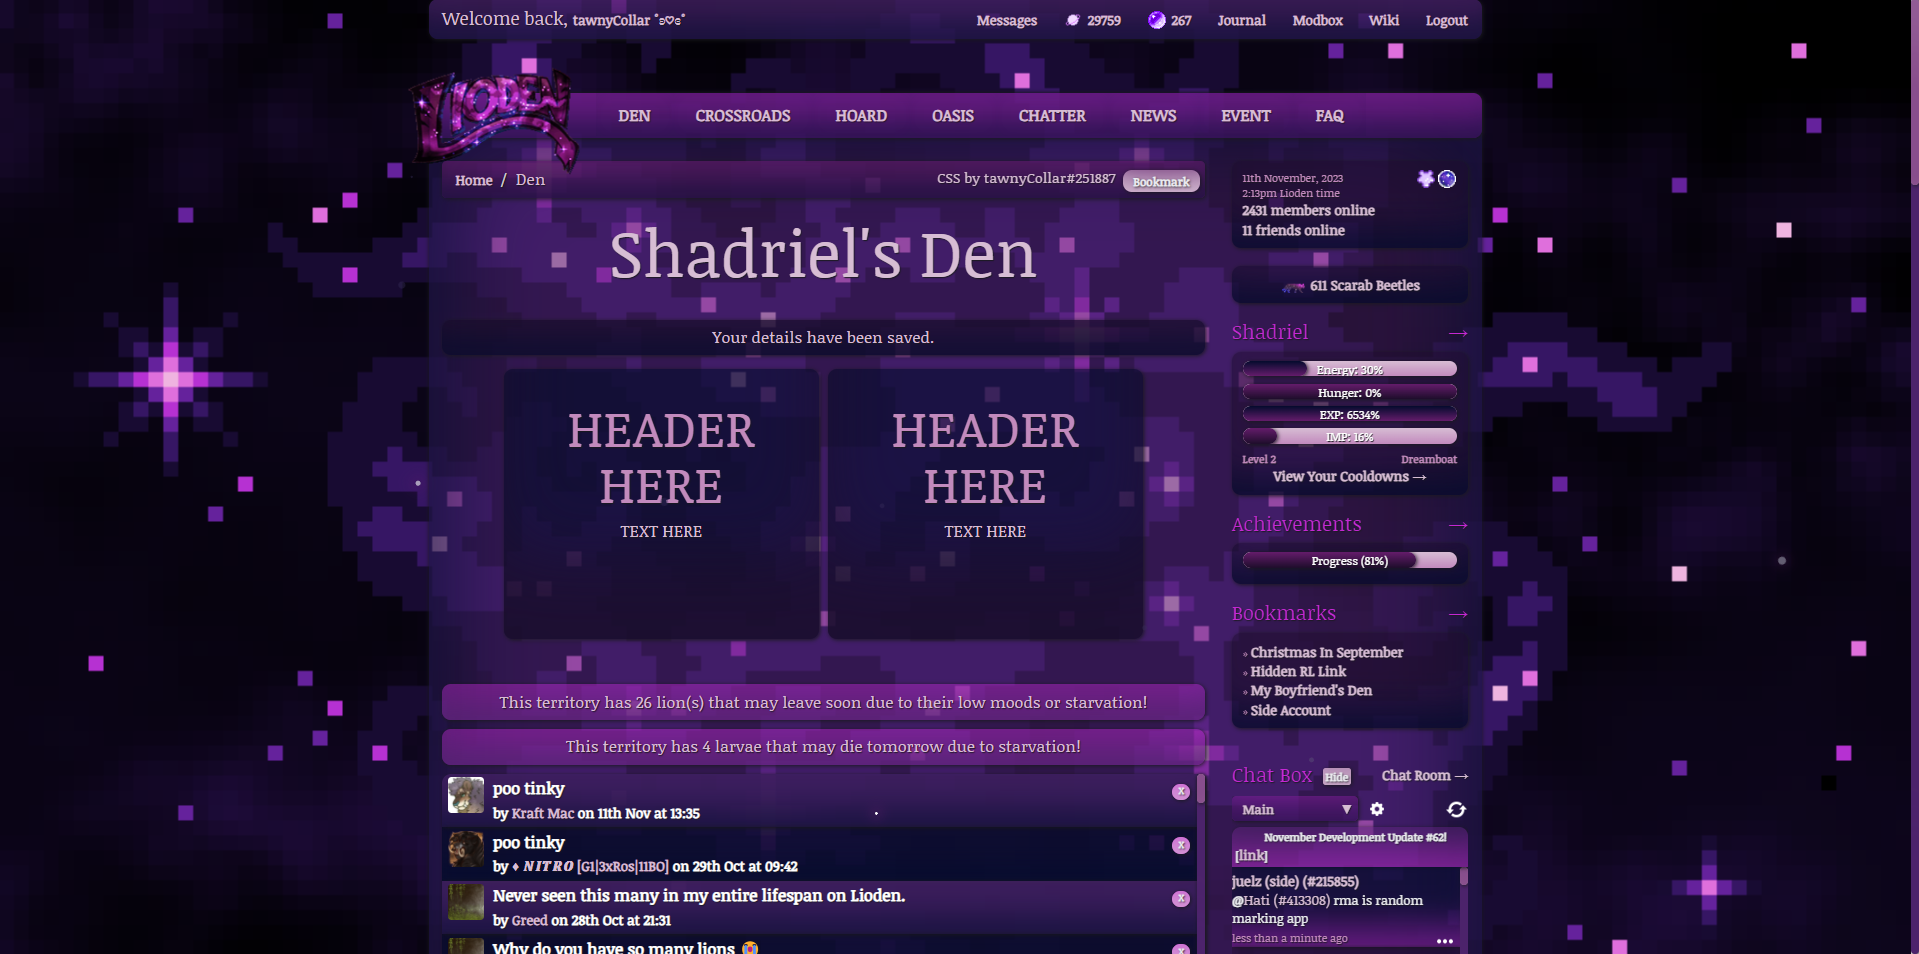 Welcome back, tawnyCollar ˚ʚ♡ɞ˚
Messages 29759 267 Journal Modbox Wiki Logout
LIODEN
DEN CROSSROADS HOARD OASIS CHATTER NEWS EVENT FAQ
Home / Den
CSS by tawnyCollar#251887 Bookmark
Shadriel's Den
Your details have been saved.
HEADER
HERE
TEXT HERE
HEADER
HERE
TEXT HERE
This territory has 26 lion(s) that may leave soon due to their low moods or starvation!
This territory has 4 larvae that may die tomorrow due to starvation!
poo tinky
x
by Kraft Mac on 11th Nov at 13:35
poo tinky
x
by ♦ NITRO [G1|3xRos|11BO] on 29th Oct at 09:42
Never seen this many in my entire lifespan on Lioden.
x
by Greed on 28th Oct at 21:31
Why do you have so many lions 😭
x
11th November, 2023
2:13pm Lioden time
2431 members online
11 friends online
611 Scarab Beetles
Shadriel →
Energy: 30%
Hunger: 0%
EXP: 6534%
IMP: 16%
Level 2 Dreamboat
View Your Cooldowns →
Achievements →
Progress (81%)
Bookmarks →
» Christmas In September
» Hidden RL Link
» My Boyfriend's Den
» Side Account
Chat Box Hide Chat Room →
Main ▼
November Development Update #62!
[link]
juelz (side) (#215855)
@Hati (#413308) rma is random
marking app
less than a minute ago •••